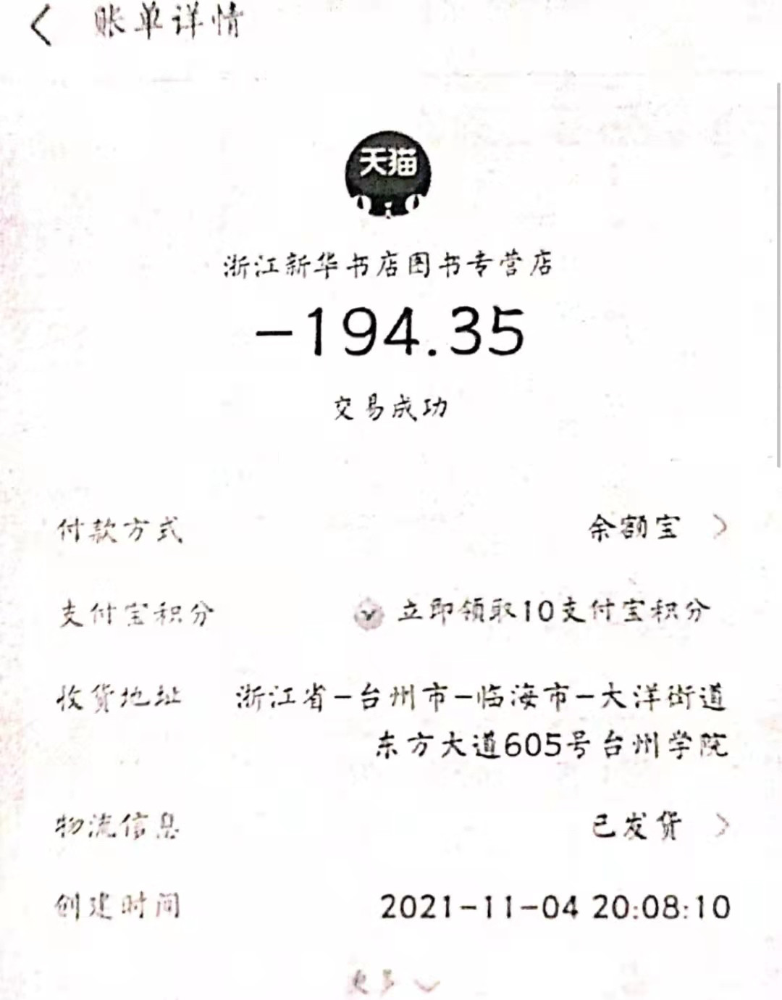 账单详情
天猫
浙江新华书店图书专营店
-194.35
交易成功
付款方式 余额宝
支付宝积分 立即领取10支付宝积分
收货地址 浙江省-台州市-临海市-大洋街道
东方大道605号台州学院
物流信息 已发货
创建时间 2021-11-04 20:08:10
更多